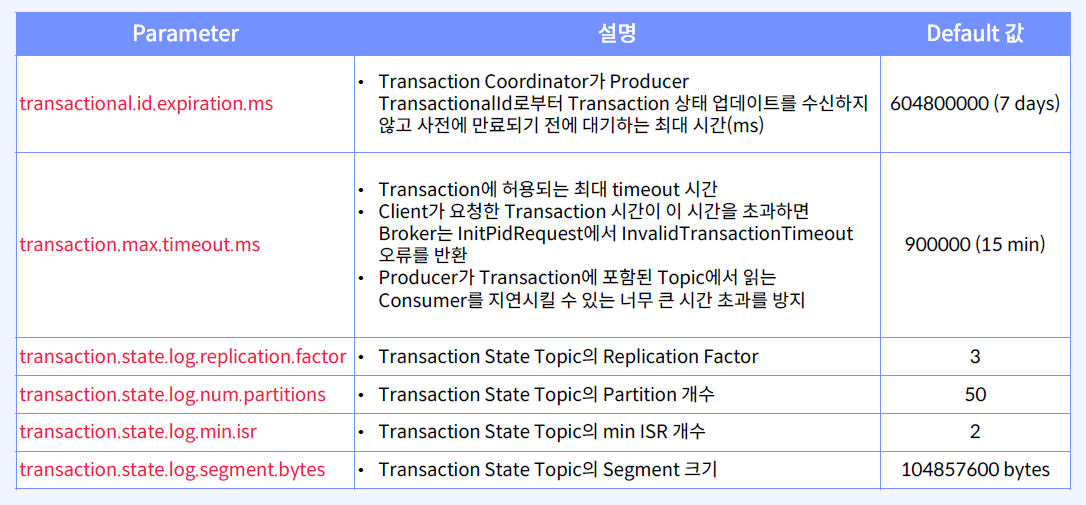 Parameter 설명 Default 값
transactional.id.expiration.ms
• Transaction Coordinator가 Producer
TransactionalId로부터 Transaction 상태 업데이트를 수신하지
않고 사전에 만료되기 전에 대기하는 최대 시간(ms)
604800000 (7 days)
transaction.max.timeout.ms
• Transaction에 허용되는 최대 timeout 시간
• Client가 요청한 Transaction 시간이 이 시간을 초과하면
Broker는 InitPidRequest에서 InvalidTransactionTimeout
오류를 반환
• Producer가 Transaction에 포함된 Topic에서 읽는
Consumer를 지연시킬 수 있는 너무 큰 시간 초과를 방지
900000 (15 min)
transaction.state.log.replication.factor • Transaction State Topic의 Replication Factor 3
transaction.state.log.num.partitions • Transaction State Topic의 Partition 개수 50
transaction.state.log.min.isr • Transaction State Topic의 min ISR 개수 2
transaction.state.log.segment.bytes • Transaction State Topic의 Segment 크기 104857600 bytes